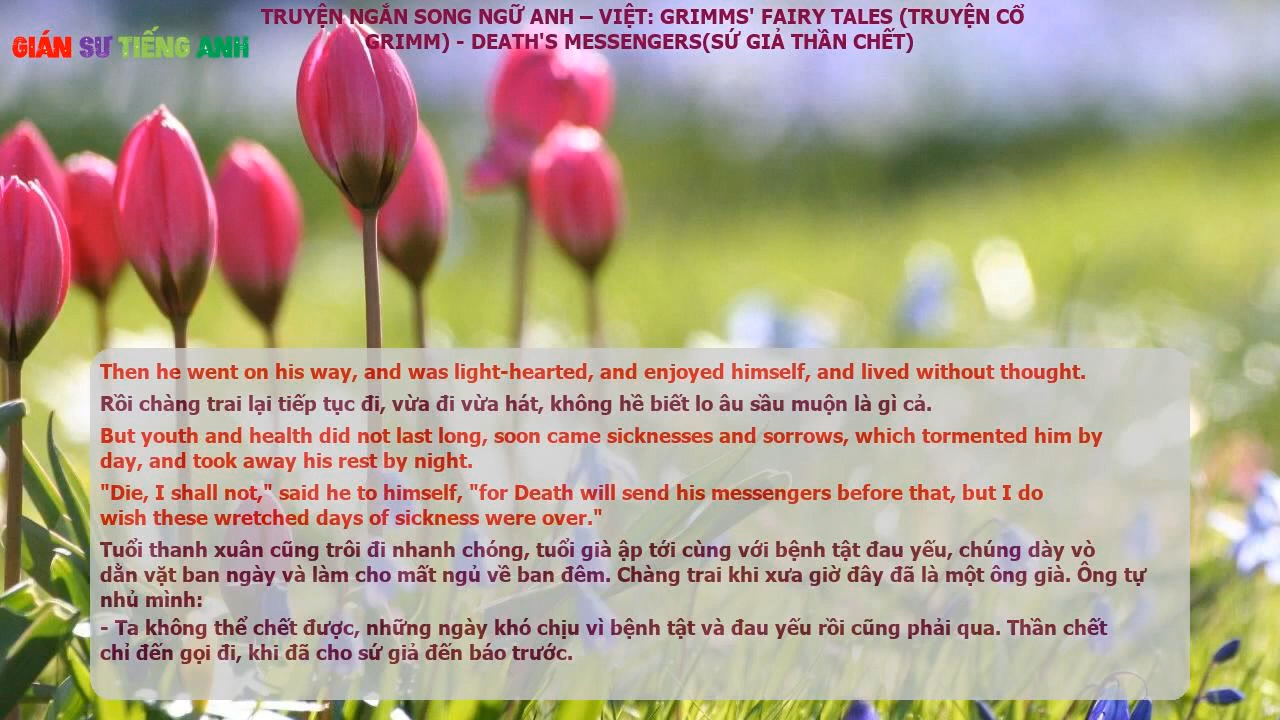 TRUYỆN NGẮN SONG NGỮ ANH – VIỆT: GRIMMS' FAIRY TALES (TRUYỆN CỔ
GRIMM) - DEATH'S MESSENGERS(SỨ GIẢ THẦN CHẾT)
GIÁN SƯ TIẾNG ANH
Then he went on his way, and was light-hearted, and enjoyed himself, and lived without thought.
Rồi chàng trai lại tiếp tục đi, vừa đi vừa hát, không hề biết lo âu sầu muộn là gì cả.
But youth and health did not last long, soon came sicknesses and sorrows, which tormented him by
day, and took away his rest by night.
"Die, I shall not," said he to himself, "for Death will send his messengers before that, but I do
wish these wretched days of sickness were over."
Tuổi thanh xuân cũng trôi đi nhanh chóng, tuổi già ập tới cùng với bệnh tật đau yếu, chúng dày vò
dằn vặt ban ngày và làm cho mất ngủ về ban đêm. Chàng trai khi xưa giờ đây đã là một ông già. Ông tự
nhủ mình:
- Ta không thể chết được, những ngày khó chịu vì bệnh tật và đau yếu rồi cũng phải qua. Thần chết
chỉ đến gọi đi, khi đã cho sứ giả đến báo trước.